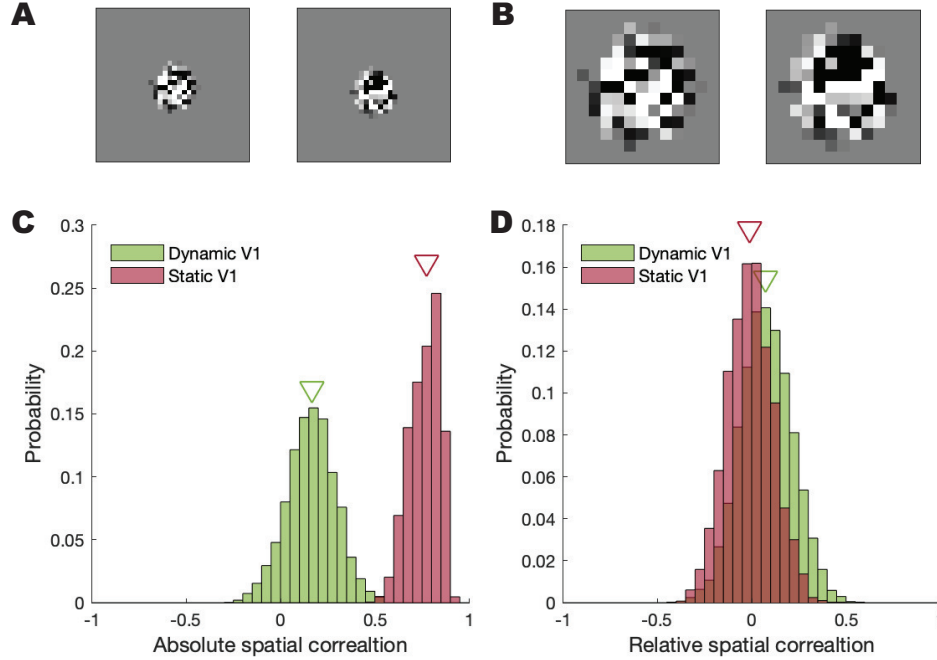 A
B
C
0.3
0.25
0.2
0.15
0.1
0.05
0
-1
-0.5
0
0.5
1
Probability
Absolute spatial correaltion
Dynamic V1
Static V1
D
0.18
0.16
0.14
0.12
0.1
0.08
0.06
0.04
0.02
0
-1
-0.5
0
0.5
Probability
Relative spatial correaltion
Dynamic V1
Static V1